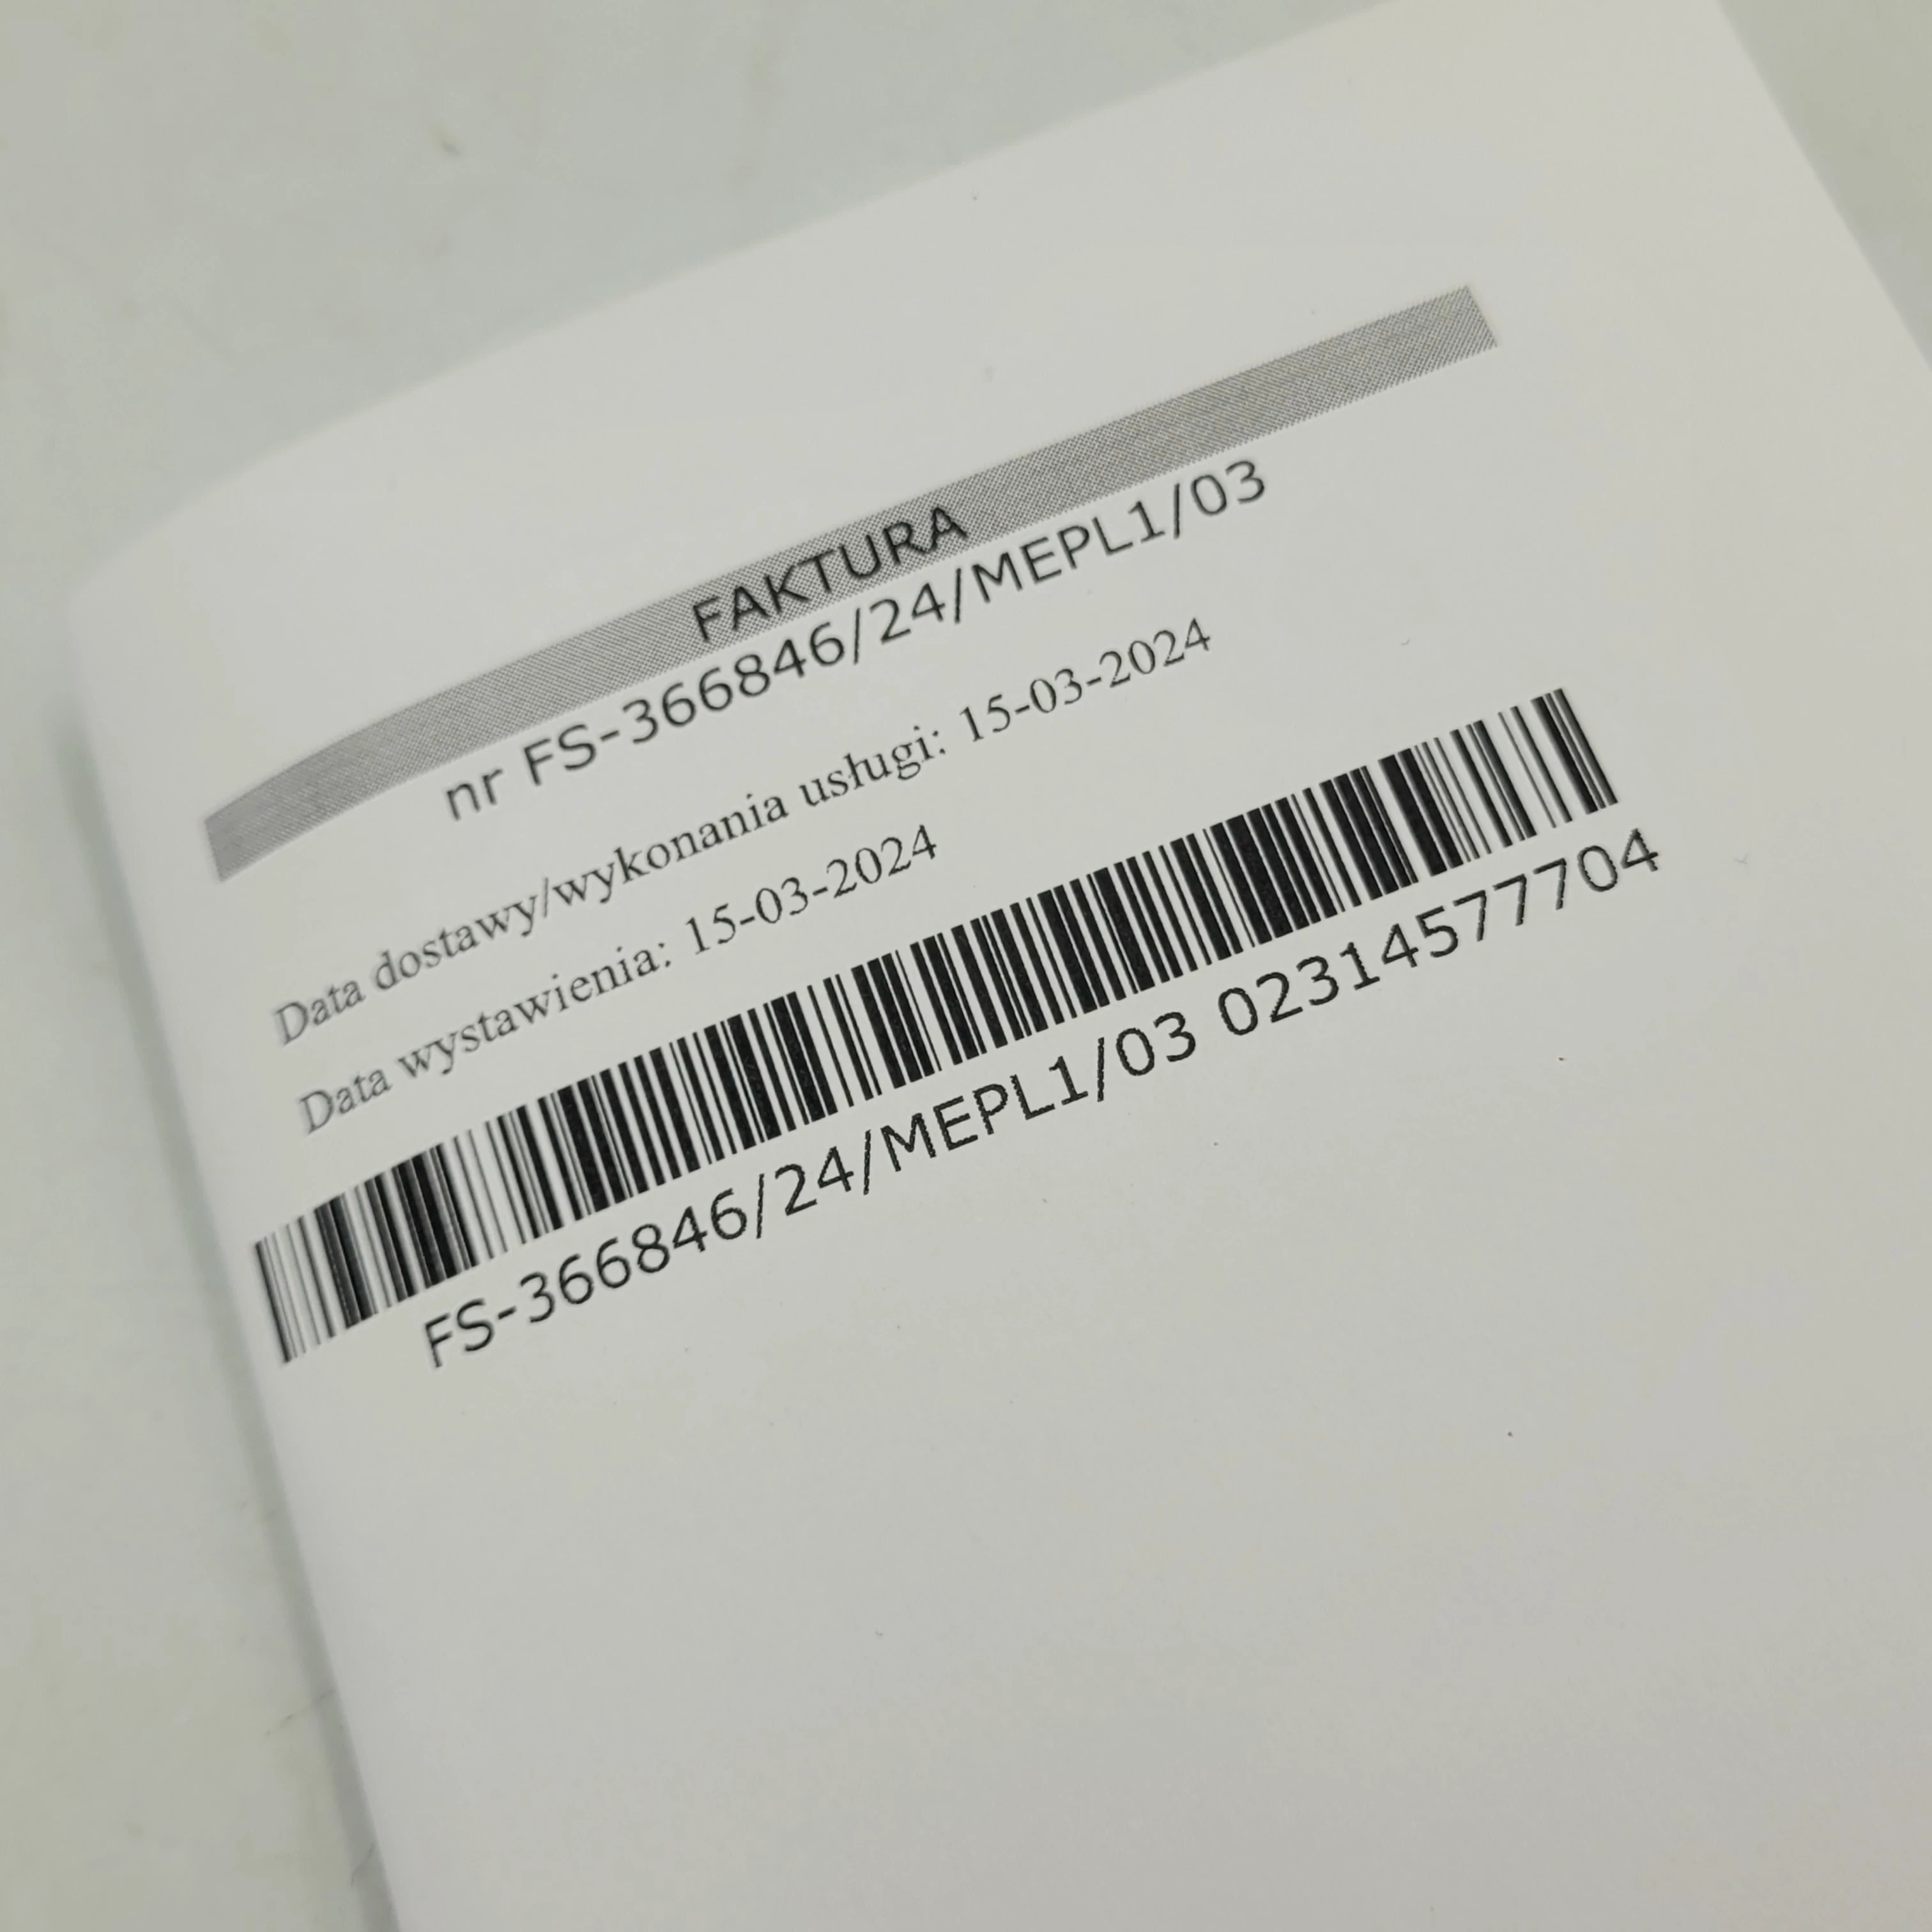 FAKTURA
nr FS-366846/24/MEPL1/03
Data dostawy/wykonania usługi: 15-03-2024
Data wystawienia: 15-03-2024
FS-366846/24/MEPL1/03 02314577704